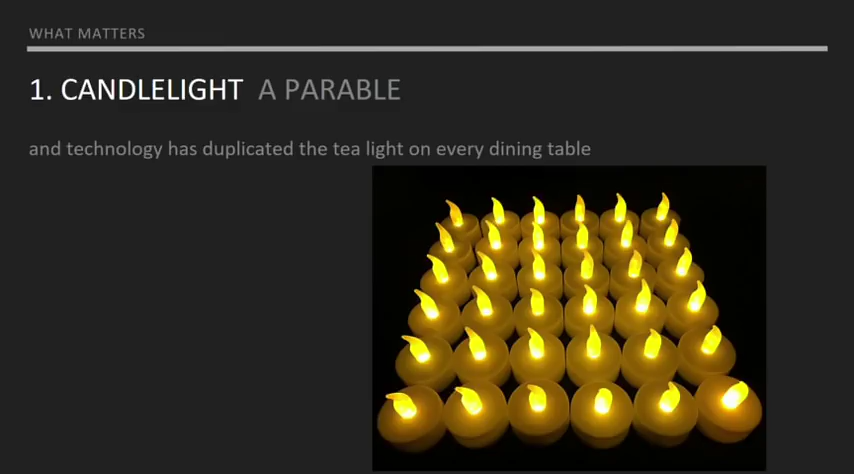 WHAT MATTERS
1. CANDLELIGHT A PARABLE
and technology has duplicated the tea light on every dining table